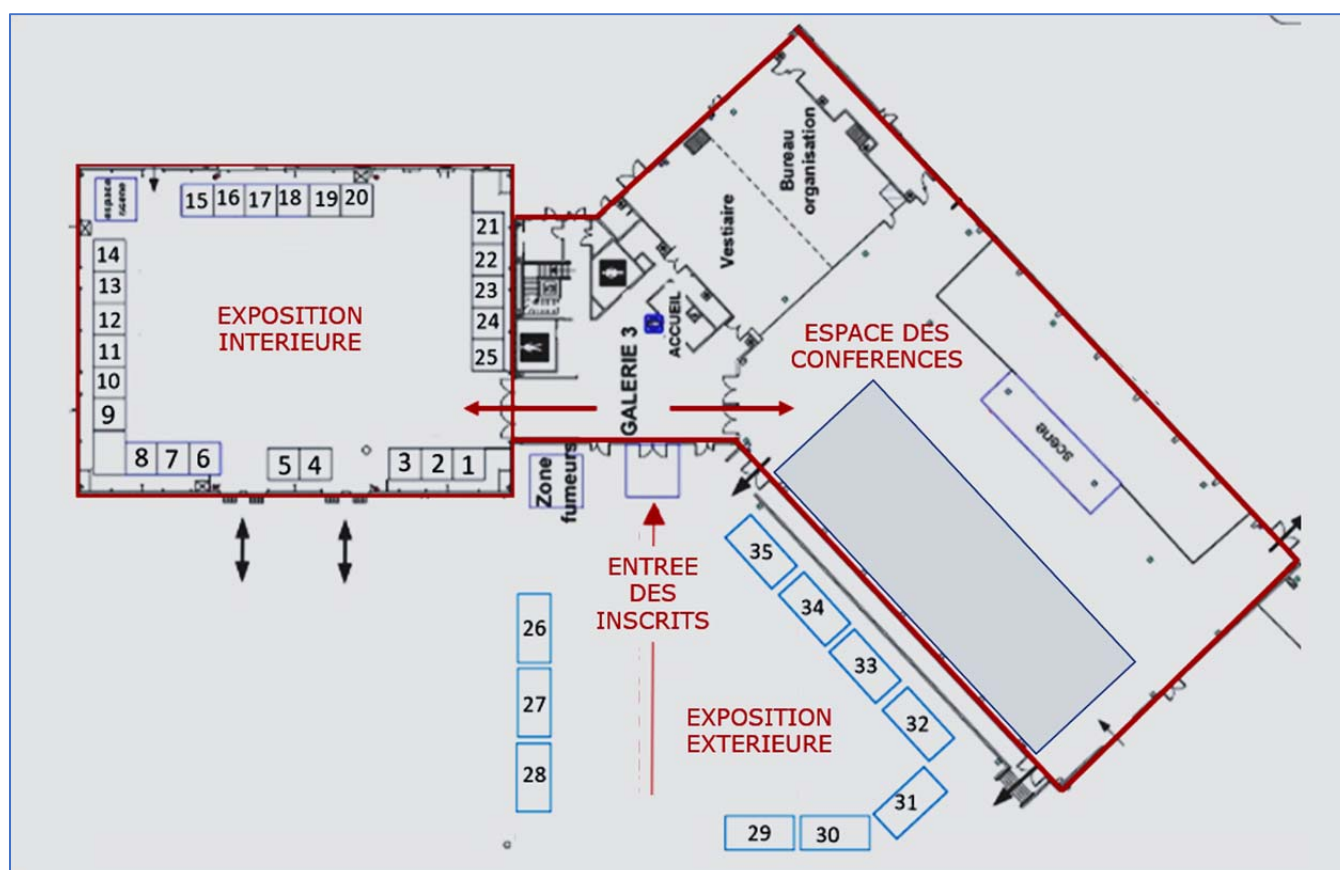 espace
scene
15 16 17 18 19 20
14
13
12
11
10
9
8 7 6
5 4
3 2 1
21
22
23
24
25
EXPOSITION
INTERIEURE
Bureau
organisation
Vestiaire
ACCUEIL
GALERIE 3
ESPACE DES
CONFERENCES
scene
Zone
fumeurs
ENTREE
DES
INSCRITS
26
27
28
EXPOSITION
EXTERIEURE
35
34
33
32
31
29 30